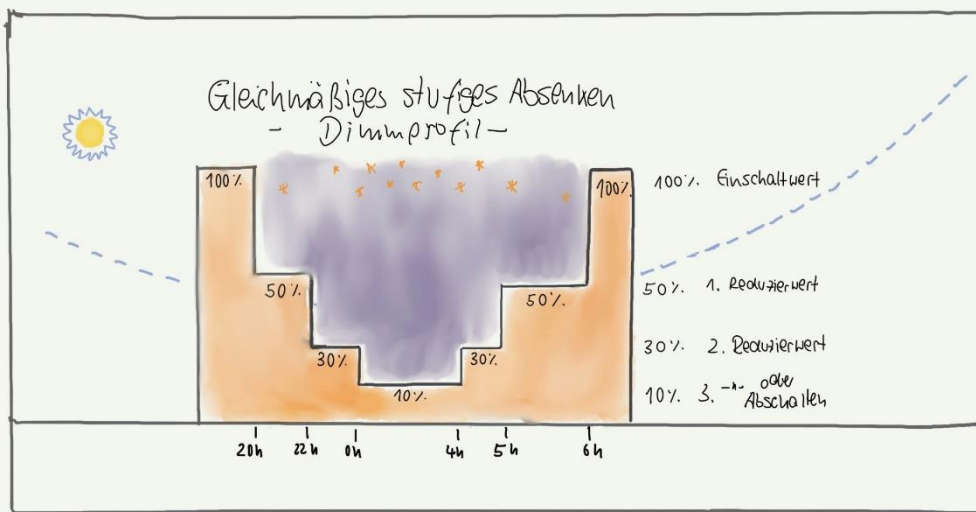 Gleichmäßiges stufiges Absenken
- Dimmprofil -
100%
100%
100%. Einschaltwert
50%.
50%.
50%. 1. Reduzierwert
30%
30%
30%. 2. Reduzierwert
10%.
10%. 3. -"- oder
Abschalten
20h 22h 0h 4h 5h 6h